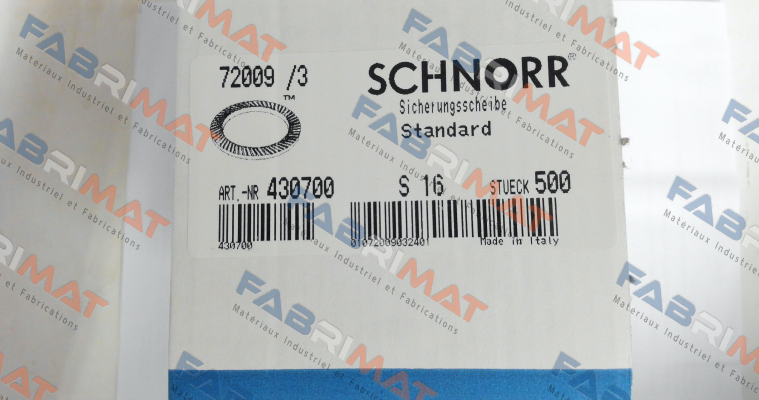 72009 /3
SCHNORR®
™
Sicherungsscheibe
Standard
ART.-NR 430700
S 16
STUECK 500
430700
01072009032401
Made in Italy
FABRIMAT
Matériaux Industriel et Fabrications